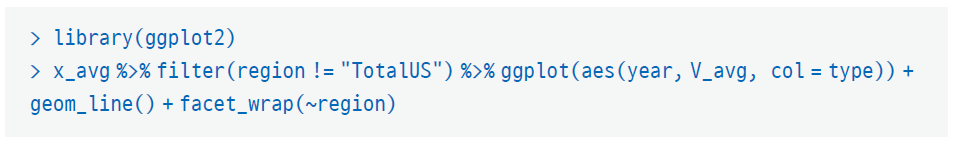 > library(ggplot2)
> x_avg %>% filter(region != "TotalUS") %>% ggplot(aes(year, V_avg, col = type)) +
geom_line() + facet_wrap(~region)